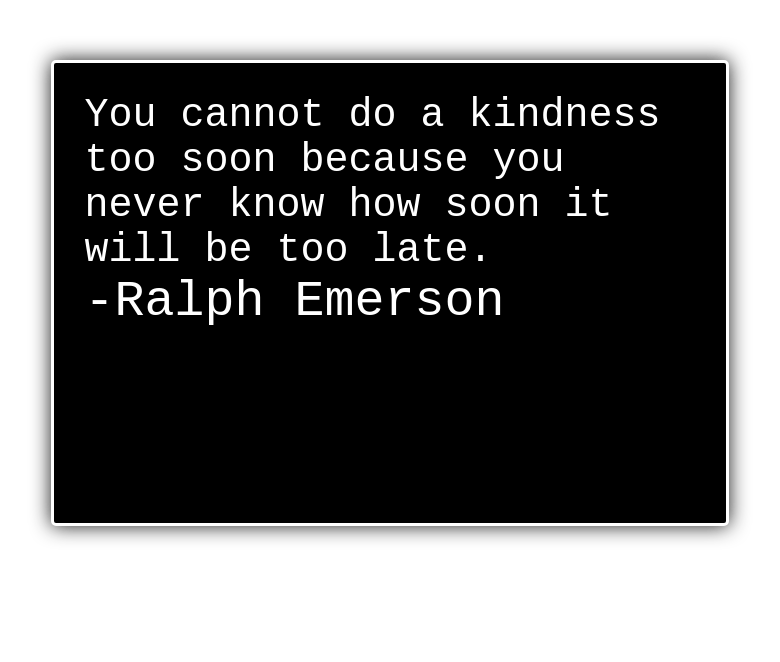 You cannot do a kindness
too soon because you
never know how soon it
will be too late.
-Ralph Emerson